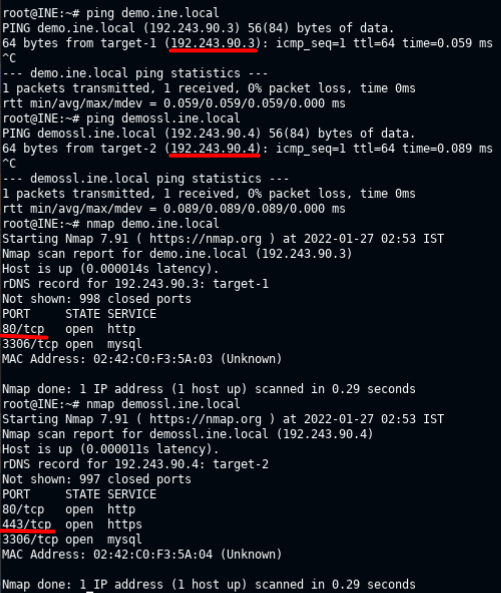 root@INE:~# ping demo.ine.local
PING demo.ine.local (192.243.90.3) 56(84) bytes of data.
64 bytes from target-1 (192.243.90.3): icmp_seq=1 ttl=64 time=0.059 ms
^C
--- demo.ine.local ping statistics ---
1 packets transmitted, 1 received, 0% packet loss, time 0ms
rtt min/avg/max/mdev = 0.059/0.059/0.059/0.000 ms
root@INE:~# ping demossl.ine.local
PING demossl.ine.local (192.243.90.4) 56(84) bytes of data.
64 bytes from target-2 (192.243.90.4): icmp_seq=1 ttl=64 time=0.089 ms
^C
--- demossl.ine.local ping statistics ---
1 packets transmitted, 1 received, 0% packet loss, time 0ms
rtt min/avg/max/mdev = 0.089/0.089/0.089/0.000 ms
root@INE:~# nmap demo.ine.local
Starting Nmap 7.91 ( https://nmap.org ) at 2022-01-27 02:53 IST
Nmap scan report for demo.ine.local (192.243.90.3)
Host is up (0.000014s latency).
rDNS record for 192.243.90.3: target-1
Not shown: 998 closed ports
PORT     STATE SERVICE
80/tcp   open  http
3306/tcp open  mysql
MAC Address: 02:42:C0:F3:5A:03 (Unknown)

Nmap done: 1 IP address (1 host up) scanned in 0.29 seconds
root@INE:~# nmap demossl.ine.local
Starting Nmap 7.91 ( https://nmap.org ) at 2022-01-27 02:53 IST
Nmap scan report for demossl.ine.local (192.243.90.4)
Host is up (0.000011s latency).
rDNS record for 192.243.90.4: target-2
Not shown: 997 closed ports
PORT     STATE SERVICE
80/tcp   open  http
443/tcp  open  https
3306/tcp open  mysql
MAC Address: 02:42:C0:F3:5A:04 (Unknown)

Nmap done: 1 IP address (1 host up) scanned in 0.29 seconds